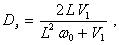 D_s = \frac{2 L V_1}{L^2 \omega_0 + V_1} ,